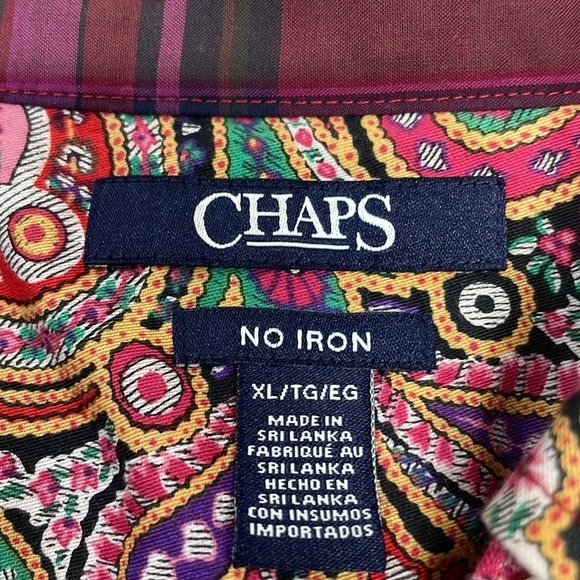 CHAPS
NO IRON
XL/TG/EG
MADE IN
SRI LANKA
FABRIQUÉ AU
SRI LANKA
HECHO EN
SRI LANKA
CON INSUMOS
IMPORTADOS